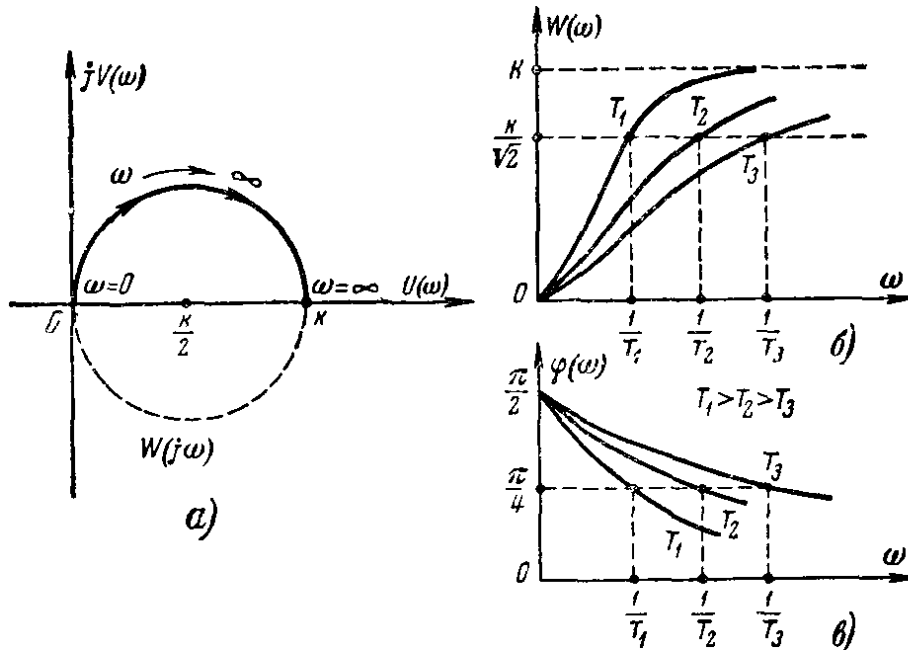 jV(ω)
ω → ∞
ω=0
ω=∞ U(ω)
0 к/2 к
W(jω)
а)
W(ω)
к
к/√2
T₁ T₂ T₃
0 ω
1/T₁ 1/T₂ 1/T₃
б)
φ(ω)
π/2
T₁>T₂>T₃
π/4
T₁ T₂ T₃
0 ω
1/T₁ 1/T₂ 1/T₃
в)